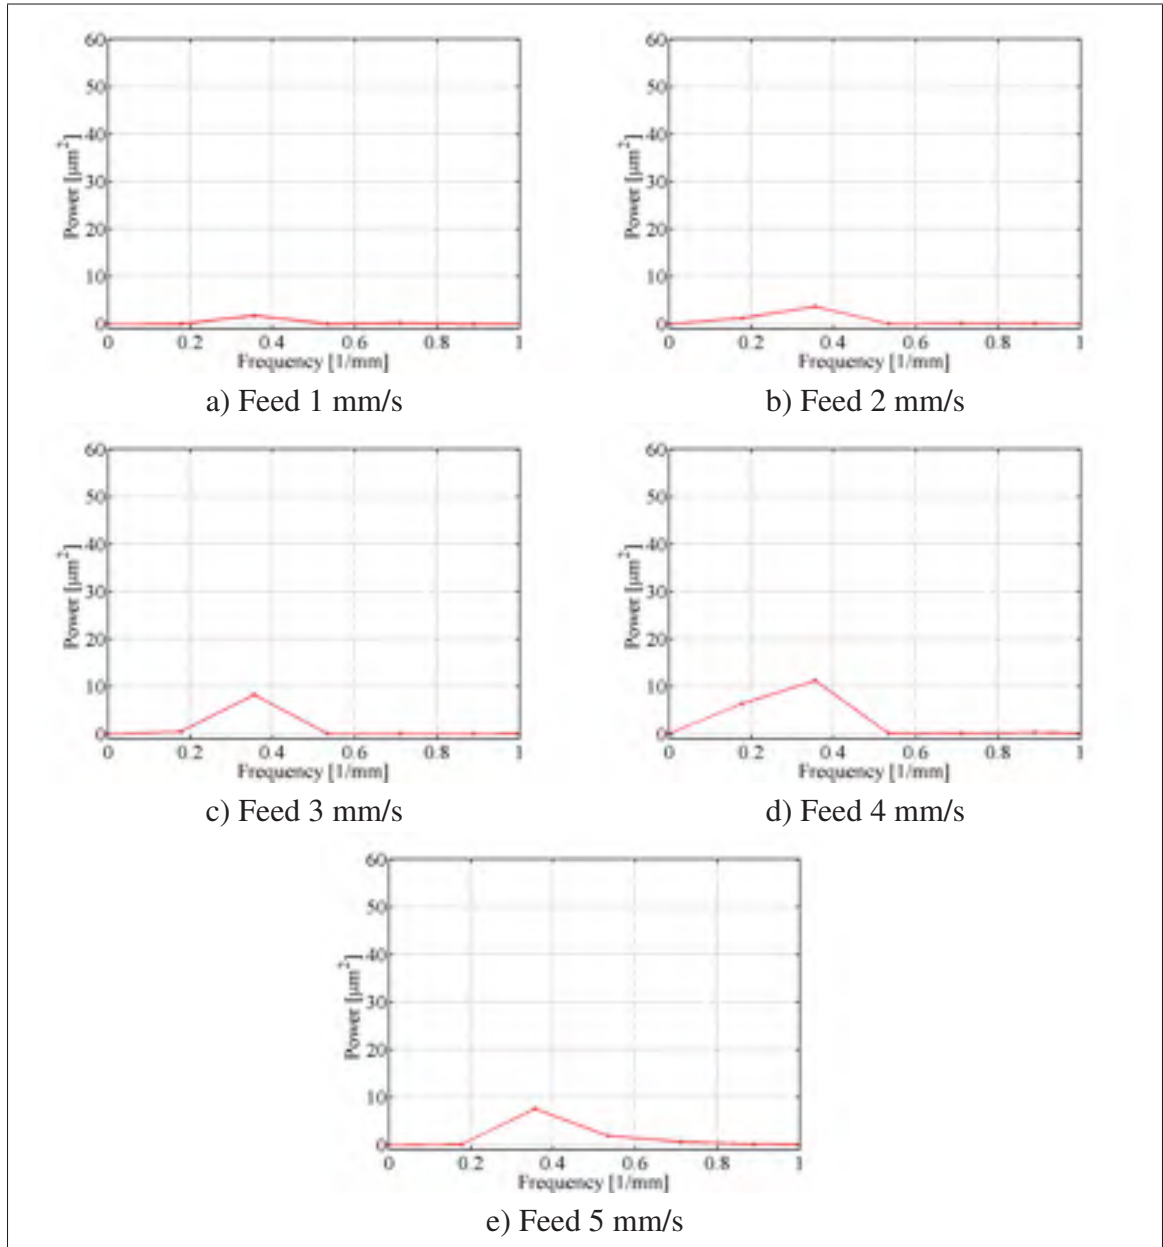 60
50
40
30
20
10
0
Power [μm²]
0 0.2 0.4 0.6 0.8 1
Frequency [1/mm]
a) Feed 1 mm/s
60
50
40
30
20
10
0
Power [μm²]
0 0.2 0.4 0.6 0.8 1
Frequency [1/mm]
b) Feed 2 mm/s
60
50
40
30
20
10
0
Power [μm²]
0 0.2 0.4 0.6 0.8 1
Frequency [1/mm]
c) Feed 3 mm/s
60
50
40
30
20
10
0
Power [μm²]
0 0.2 0.4 0.6 0.8 1
Frequency [1/mm]
d) Feed 4 mm/s
60
50
40
30
20
10
0
Power [μm²]
0 0.2 0.4 0.6 0.8 1
Frequency [1/mm]
e) Feed 5 mm/s